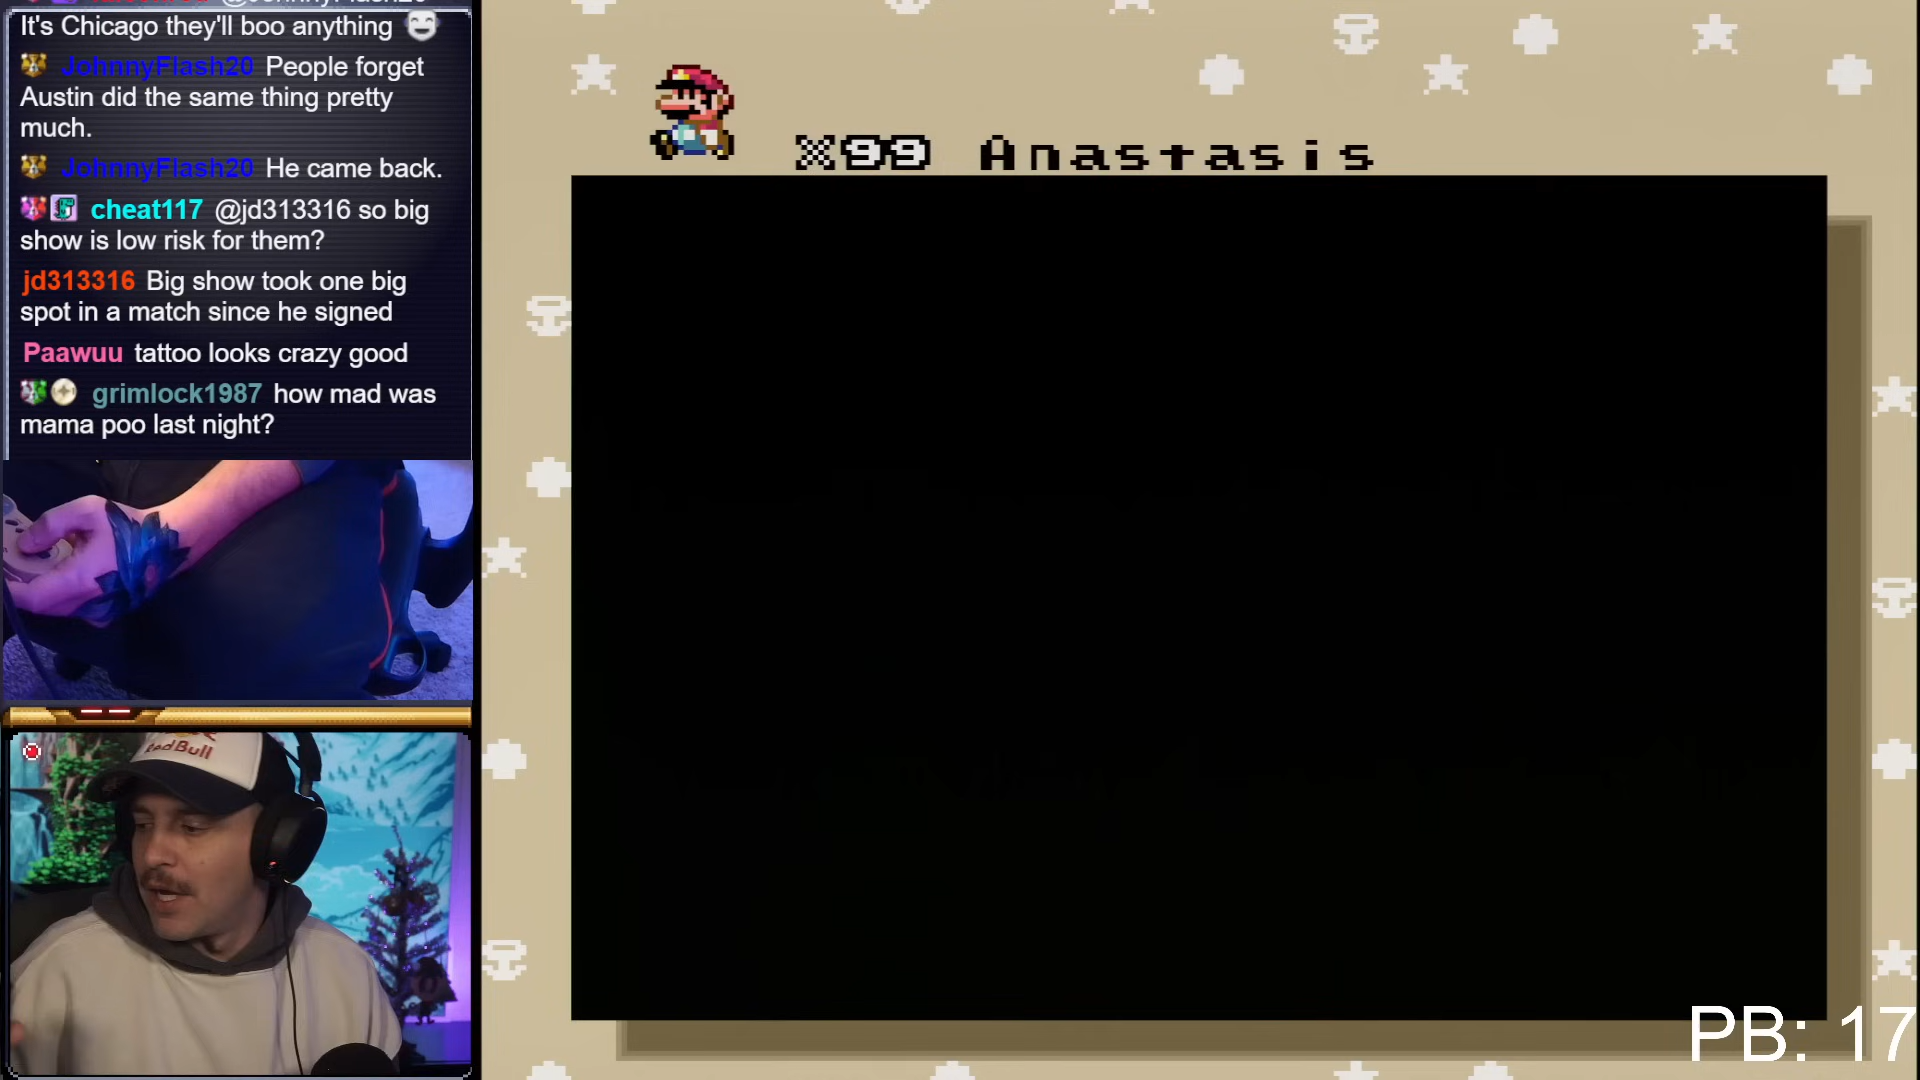 It's Chicago they'll boo anything
JohnnyFlash20 People forget
Austin did the same thing pretty
much.
JohnnyFlash20 He came back.
cheat117 @jd313316 so big
show is low risk for them?
jd313316 Big show took one big
spot in a match since he signed
Paawuu tattoo looks crazy good
grimlock1987 how mad was
mama poo last night?
RedBull
X99 Anastasis
PB: 17